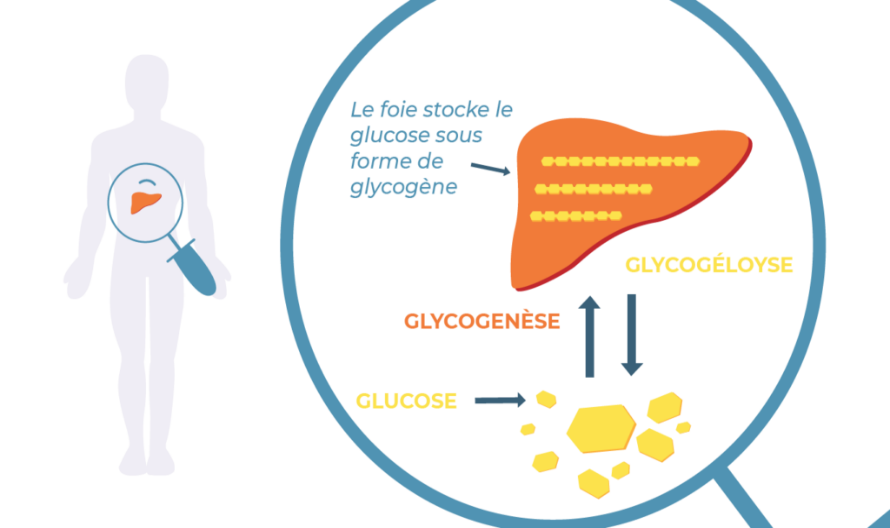 Le foie stocke le
glucose sous
forme de
glycogène
GLYCOGÉLOYSE
GLYCOGENÈSE
GLUCOSE